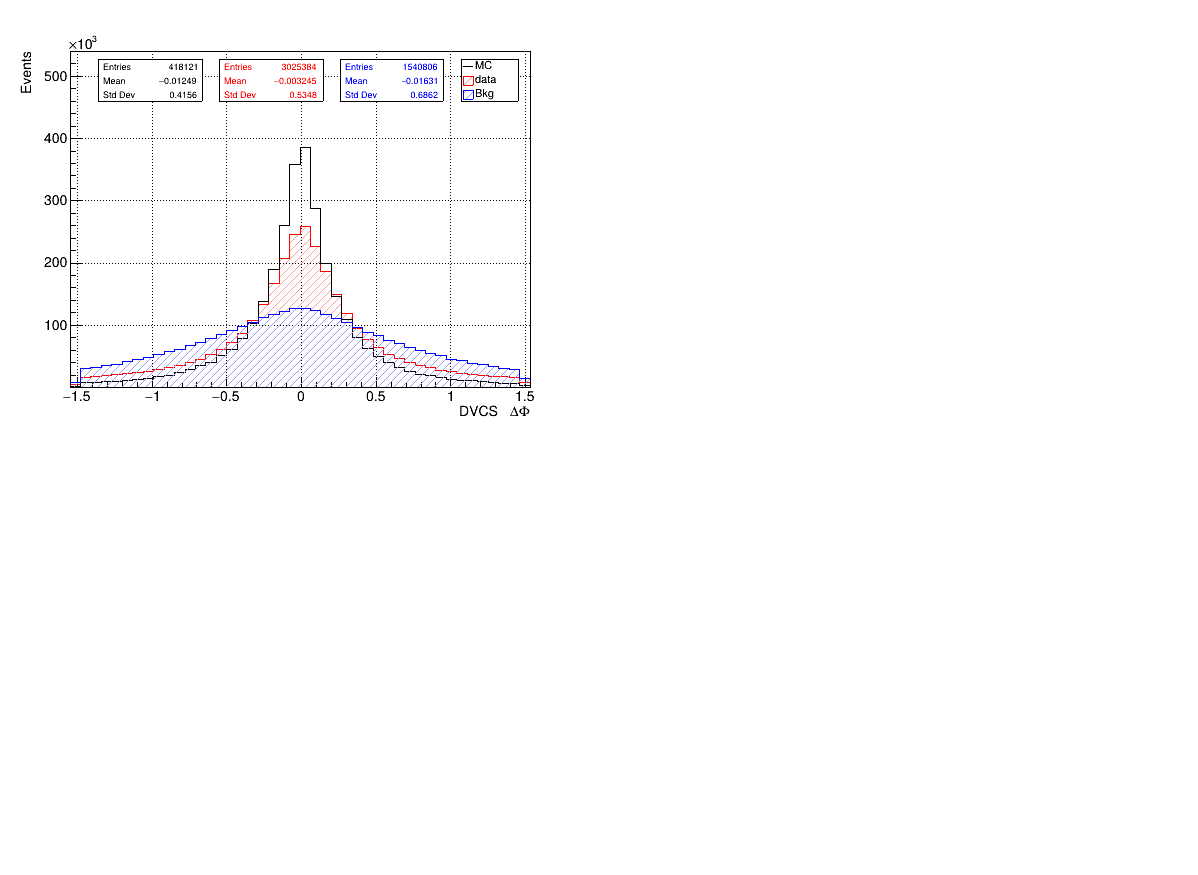 ×10³
Events
Entries 418121
Mean −0.01249
Std Dev 0.4156
Entries 3025384
Mean −0.003245
Std Dev 0.5348
Entries 1540806
Mean −0.01631
Std Dev 0.6862
MC
data
Bkg
500
400
300
200
100
−1.5 −1 −0.5 0 0.5 1 1.5
DVCS ΔΦ